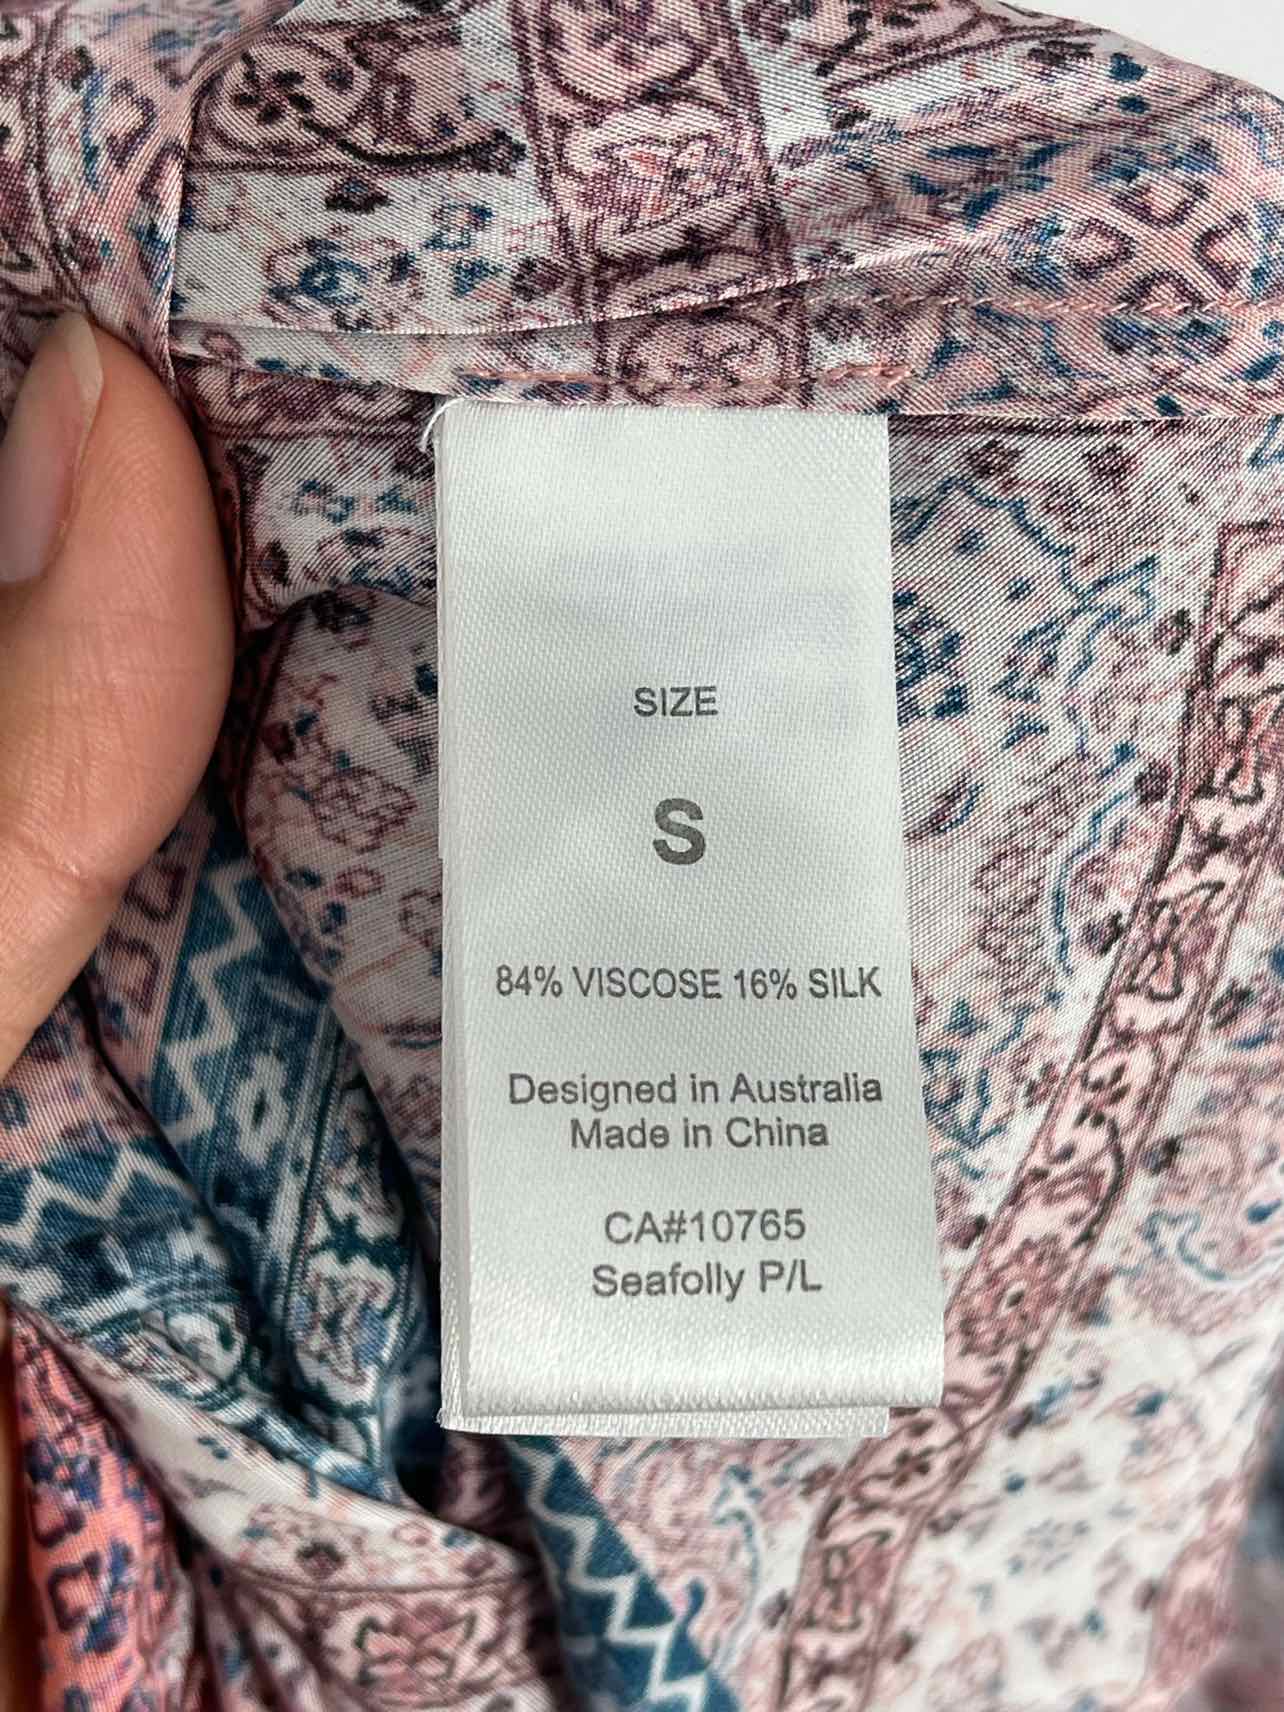 SIZE
S
84% VISCOSE 16% SILK
Designed in Australia
Made in China
CA#10765
Seafolly P/L